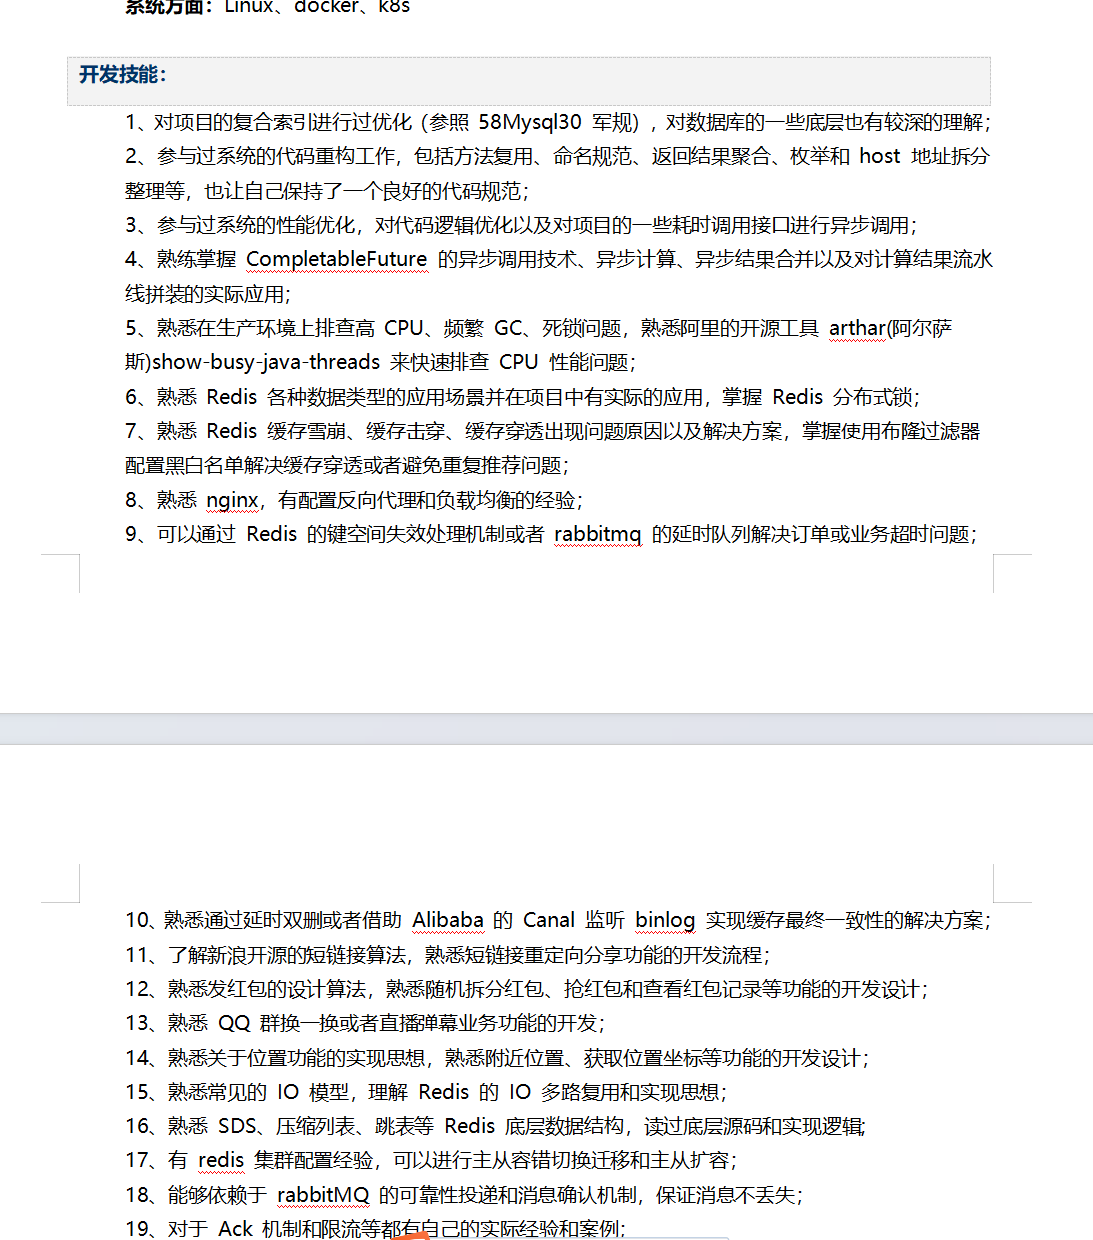 系统方面：Linux、docker、k8s
开发技能：
1、对项目的复合索引进行过优化（参照 58Mysql30 军规），对数据库的一些底层也有较深的理解；
2、参与过系统的代码重构工作，包括方法复用、命名规范、返回结果聚合、枚举和 host 地址拆分
整理等，也让自己保持了一个良好的代码规范；
3、参与过系统的性能优化，对代码逻辑优化以及对项目的一些耗时调用接口进行异步调用；
4、熟练掌握 CompletableFuture 的异步调用技术、异步计算、异步结果合并以及对计算结果流水
线拼装的实际应用；
5、熟悉在生产环境上排查高 CPU、频繁 GC、死锁问题，熟悉阿里的开源工具 arthar(阿尔萨
斯)show-busy-java-threads 来快速排查 CPU 性能问题；
6、熟悉 Redis 各种数据类型的应用场景并在项目中有实际的应用，掌握 Redis 分布式锁；
7、熟悉 Redis 缓存雪崩、缓存击穿、缓存穿透出现问题原因以及解决方案，掌握使用布隆过滤器
配置黑白名单解决缓存穿透或者避免重复推荐问题；
8、熟悉 nginx，有配置反向代理和负载均衡的经验；
9、可以通过 Redis 的键空间失效处理机制或者 rabbitmq 的延时队列解决订单或业务超时问题；
10、熟悉通过延时双删或者借助 Alibaba 的 Canal 监听 binlog 实现缓存最终一致性的解决方案；
11、了解新浪开源的短链接算法，熟悉短链接重定向分享功能的开发流程；
12、熟悉发红包的设计算法，熟悉随机拆分红包、抢红包和查看红包记录等功能的开发设计；
13、熟悉 QQ 群换一换或者直播弹幕业务功能的开发；
14、熟悉关于位置功能的实现思想，熟悉附近位置、获取位置坐标等功能的开发设计；
15、熟悉常见的 IO 模型，理解 Redis 的 IO 多路复用和实现思想；
16、熟悉 SDS、压缩列表、跳表等 Redis 底层数据结构，读过底层源码和实现逻辑;
17、有 redis 集群配置经验，可以进行主从容错切换迁移和主从扩容；
18、能够依赖于 rabbitMQ 的可靠性投递和消息确认机制，保证消息不丢失；
19、对于 Ack 机制和限流等都有自己的实际经验和案例;